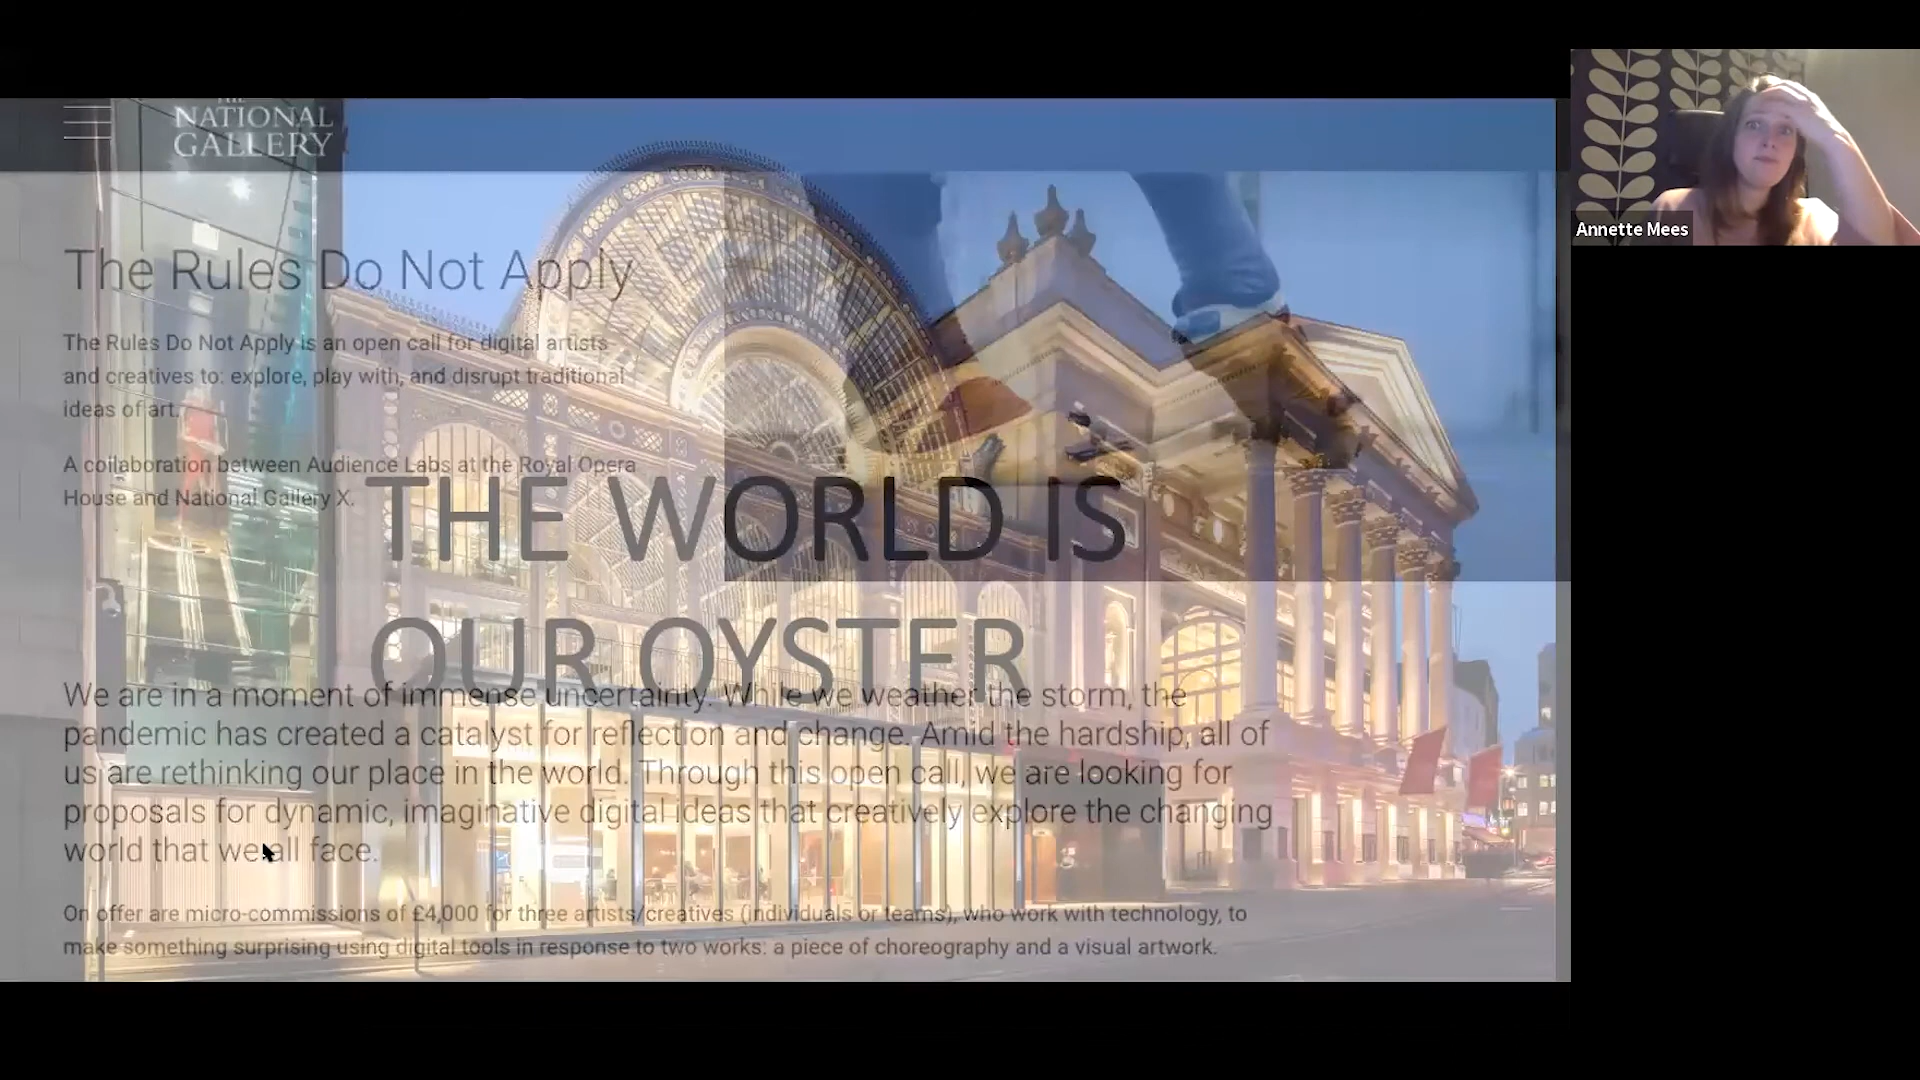 THE
NATIONAL
GALLERY
Annette Mees
The Rules Do Not Apply
The Rules Do Not Apply is an open call for digital artists
and creatives to: explore, play with, and disrupt traditional
ideas of art.
A collaboration between Audience Labs at the Royal Opera
House and National Gallery X.
THE WORLD IS
OUR OYSTER
We are in a moment of immense uncertainty. While we weather the storm, the
pandemic has created a catalyst for reflection and change. Amid the hardship, all of
us are rethinking our place in the world. Through this open call, we are looking for
proposals for dynamic, imaginative digital ideas that creatively explore the changing
world that we all face.
On offer are micro-commissions of £4,000 for three artists/creatives (individuals or teams), who work with technology, to
make something surprising using digital tools in response to two works: a piece of choreography and a visual artwork.